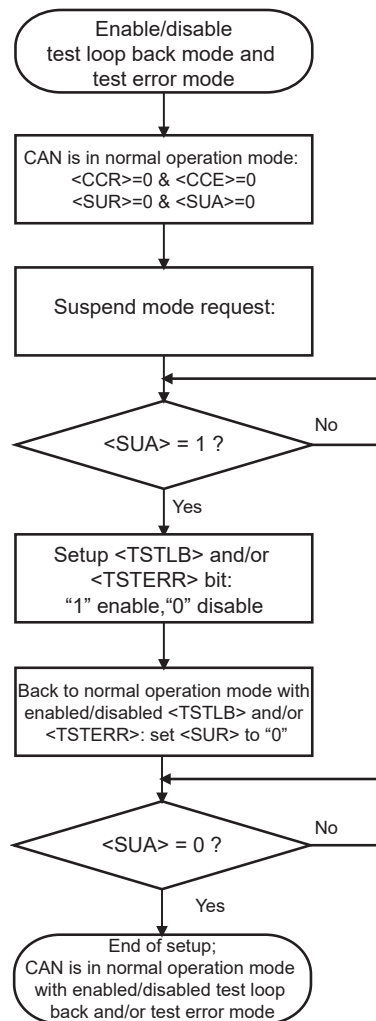 Enable/disable
test loop back mode and
test error mode
CAN is in normal operation mode:
<CCR>=0 & <CCE>=0
<SUR>=0 & <SUA>=0
Suspend mode request:
<SUA> = 1 ?
No
Yes
Setup <TSTLB> and/or
<TSTERR> bit:
“1” enable,“0” disable
Back to normal operation mode with
enabled/disabled <TSTLB> and/or
<TSTERR>: set <SUR> to “0”
<SUA> = 0 ?
No
Yes
End of setup;
CAN is in normal operation mode
with enabled/disabled test loop
back and/or test error mode